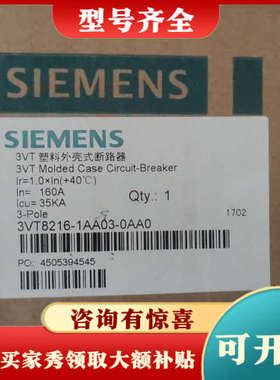 型号齐全
SIEMENS
SIEMENS
3VT 塑料外壳式断路器
3VT Molded Case Circuit-Breaker
Ir=1.0×In(+40℃)
In= 160A
Icu= 35KA
Qty.: 1
3-Pole
1702
3VT8216-1AA03-0AA0
PO: 4505394545
咨询有惊喜
买家秀领取大额补贴
可开